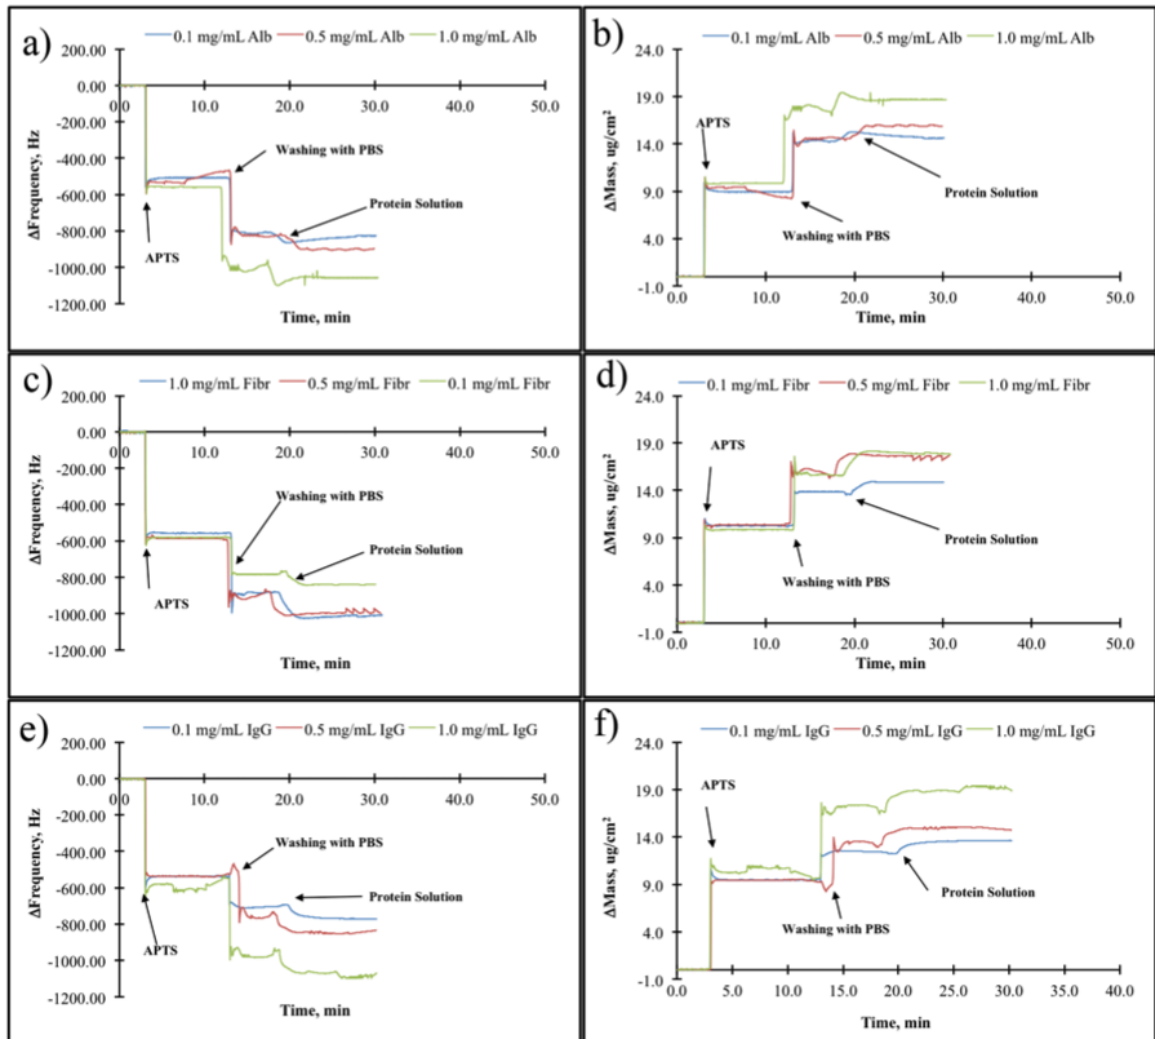 a)
0.1 mg/mL Alb 0.5 mg/mL Alb 1.0 mg/mL Alb
200.00
0.00
0.0 10.0 20.0 30.0 40.0 50.0
-200.00
-400.00
-600.00
-800.00
-1000.00
-1200.00
ΔFrequency, Hz
Washing with PBS
Protein Solution
APTS
Time, min
b)
0.1 mg/mL Alb 0.5 mg/mL Alb 1.0 mg/mL Alb
24.0
19.0
14.0
9.0
4.0
-1.0
0.0 10.0 20.0 30.0 40.0 50.0
ΔMass, ug/cm²
APTS
Protein Solution
Washing with PBS
Time, min
c)
1.0 mg/mL Fibr 0.5 mg/mL Fibr 0.1 mg/mL Fibr
200.00
0.00
0.0 10.0 20.0 30.0 40.0 50.0
-200.00
-400.00
-600.00
-800.00
-1000.00
-1200.00
ΔFrequency, Hz
Washing with PBS
Protein Solution
APTS
Time, min
d)
0.1 mg/mL Fibr 0.5 mg/mL Fibr 1.0 mg/mL Fibr
24.0
19.0
14.0
9.0
4.0
-1.0
0.0 10.0 20.0 30.0 40.0 50.0
ΔMass, ug/cm²
APTS
Protein Solution
Washing with PBS
Time, min
e)
0.1 mg/mL IgG 0.5 mg/mL IgG 1.0 mg/mL IgG
200.00
0.00
0.0 10.0 20.0 30.0 40.0 50.0
-200.00
-400.00
-600.00
-800.00
-1000.00
-1200.00
ΔFrequency, Hz
Washing with PBS
Protein Solution
APTS
Time, min
f)
0.1 mg/mL IgG 0.5 mg/mL IgG 1.0 mg/mL IgG
24.0
19.0
14.0
9.0
4.0
-1.0
0.0 5.0 10.0 15.0 20.0 25.0 30.0 35.0 40.0
ΔMass, ug/cm²
APTS
Protein Solution
Washing with PBS
Time, min